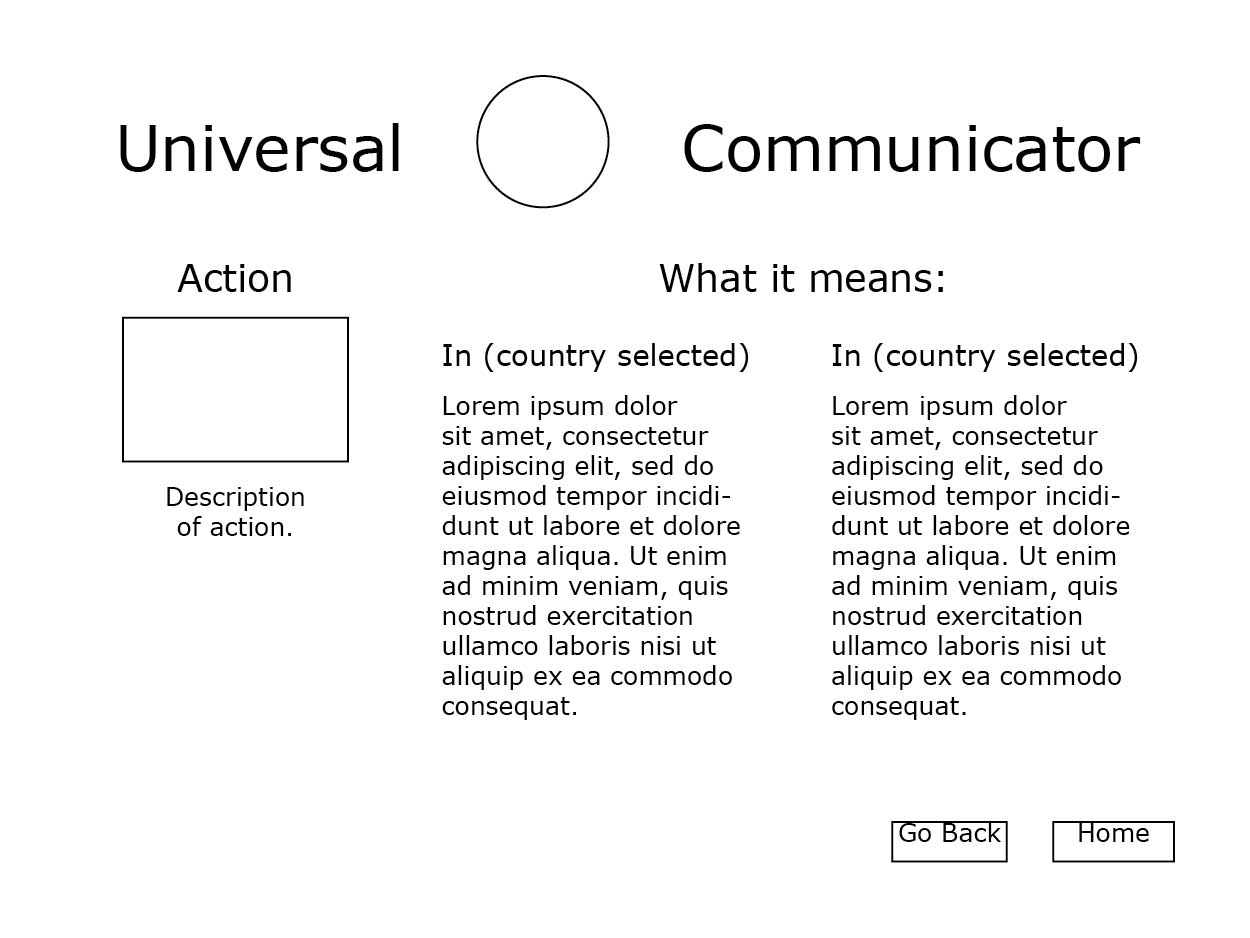 Universal Communicator
Action
Description
of action.
What it means:
In (country selected)
Lorem ipsum dolor
sit amet, consectetur
adipiscing elit, sed do
eiusmod tempor incidi-
dunt ut labore et dolore
magna aliqua. Ut enim
ad minim veniam, quis
nostrud exercitation
ullamco laboris nisi ut
aliquip ex ea commodo
consequat.
In (country selected)
Lorem ipsum dolor
sit amet, consectetur
adipiscing elit, sed do
eiusmod tempor incidi-
dunt ut labore et dolore
magna aliqua. Ut enim
ad minim veniam, quis
nostrud exercitation
ullamco laboris nisi ut
aliquip ex ea commodo
consequat.
Go Back
Home